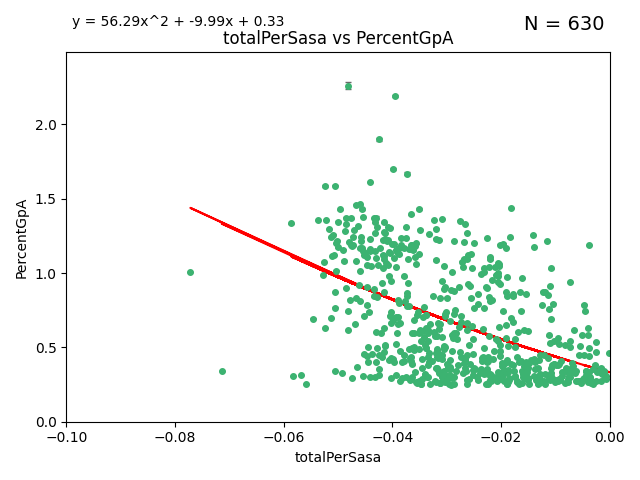 y = 56.29x^2 + -9.99x + 0.33
N = 630
totalPerSasa vs PercentGpA
PercentGpA
2.0
1.5
1.0
0.5
0.0
−0.10 −0.08 −0.06 −0.04 −0.02 0.00
totalPerSasa